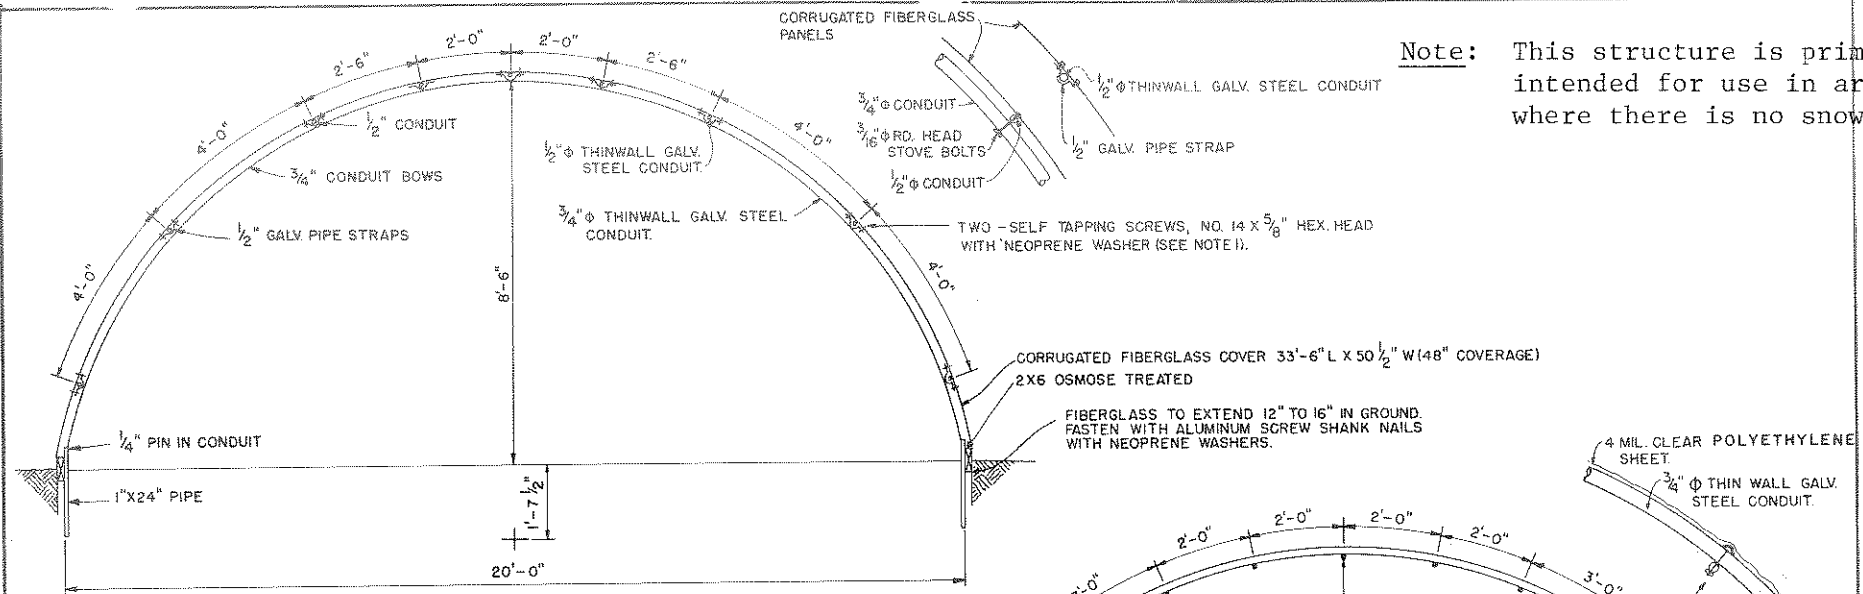 CORRUGATED FIBERGLASS
PANELS
Note: This structure is prim
intended for use in ar
where there is no snow
2'-0"
2'-0"
2'-6"
2'-6"
4'-0"
4'-0"
4'-0"
4'-0"
1/2" CONDUIT
3/4" CONDUIT BOWS
1/2" GALV. PIPE STRAPS
1/2" Φ THINWALL GALV.
STEEL CONDUIT.
3/4" Φ THINWALL GALV. STEEL
CONDUIT.
3/4" Φ CONDUIT
3/16" Φ RD. HEAD
STOVE BOLTS
1/2" Φ CONDUIT
1/2" Φ THINWALL GALV. STEEL CONDUIT
1/2" GALV. PIPE STRAP
TWO - SELF TAPPING SCREWS, NO. 14 X 5/8" HEX. HEAD
WITH NEOPRENE WASHER (SEE NOTE 1).
8'-6"
CORRUGATED FIBERGLASS COVER 33'-6" L X 50 1/2" W (48" COVERAGE)
2X6 OSMOSE TREATED
FIBERGLASS TO EXTEND 12" TO 16" IN GROUND.
FASTEN WITH ALUMINUM SCREW SHANK NAILS
WITH NEOPRENE WASHERS.
1/4" PIN IN CONDUIT
1"X24" PIPE
1'-7 1/2"
20'-0"
4 MIL. CLEAR POLYETHYLENE
SHEET.
3/4" Φ THIN WALL GALV.
STEEL CONDUIT.
2'-0"
2'-0"
2'-0"
2'-0"
3'-0"